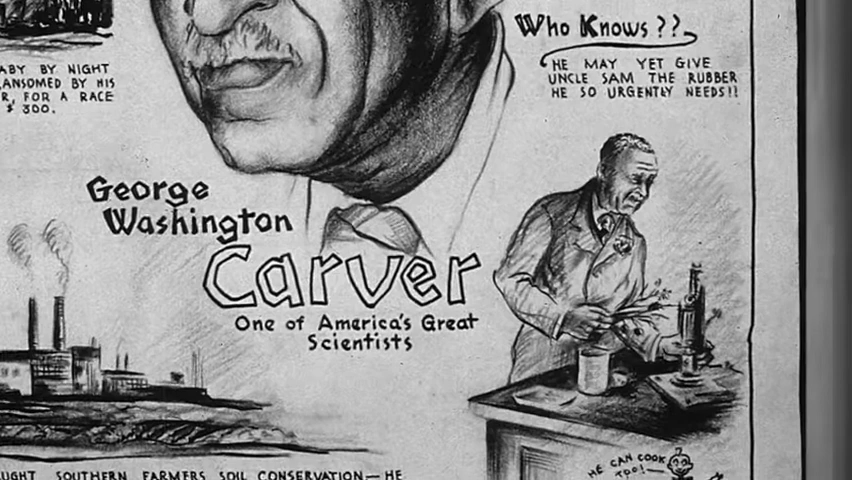 ABY BY NIGHT
ANSOMED BY HIS
R, FOR A RACE
$ 300.
Who Knows??
HE MAY YET GIVE
UNCLE SAM THE RUBBER
HE SO URGENTLY NEEDS!!
George
Washington
Carver
One of America's Great
Scientists
UGHT SOUTHERN FARMERS SOIL CONSERVATION — HE
HE CAN COOK
TOO! —